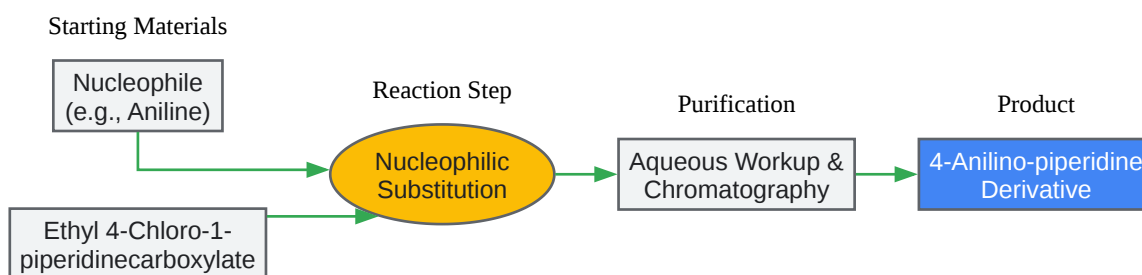 Starting Materials
Nucleophile
(e.g., Aniline)
Reaction Step
Purification
Product
Nucleophilic
Substitution
Aqueous Workup &
Chromatography
4-Anilino-piperidine
Derivative
Ethyl 4-Chloro-1-
piperidinecarboxylate